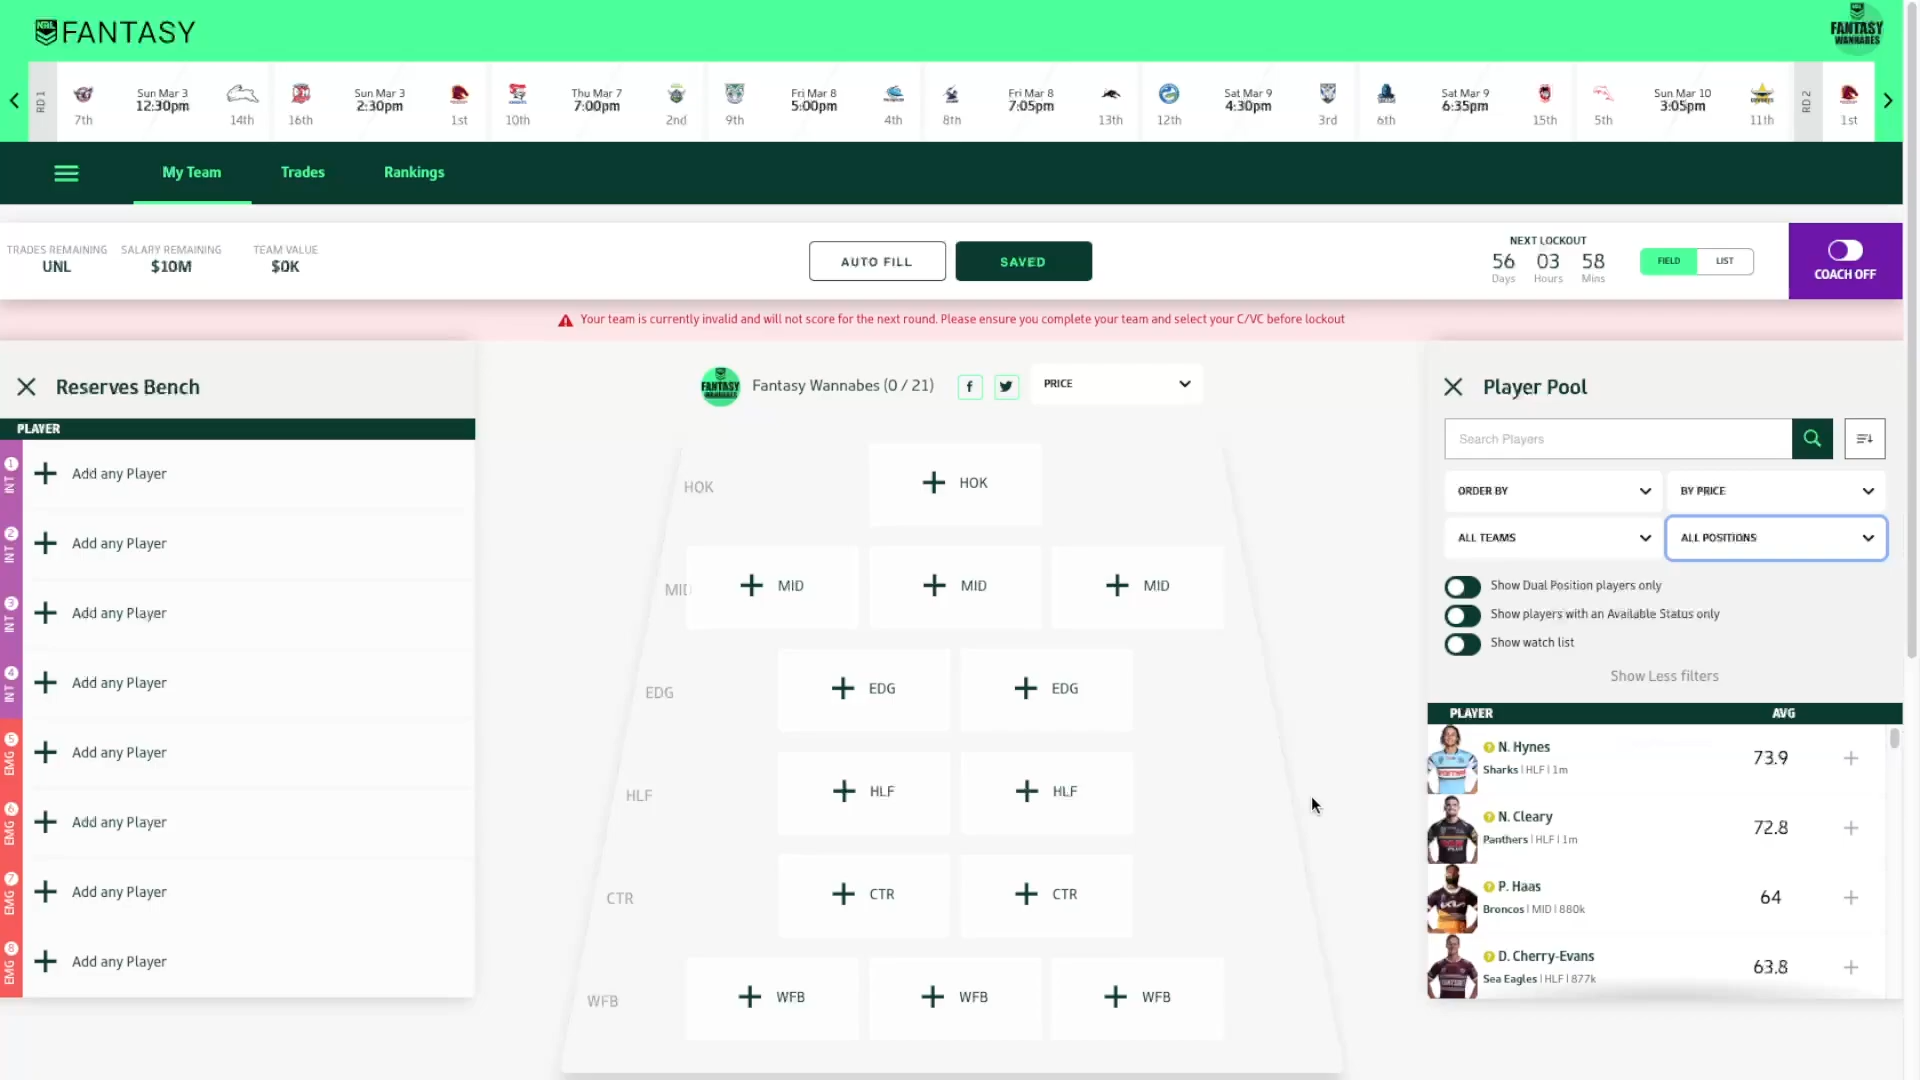 NRL FANTASY
FANTASY
WANNABES
RD 1
Sun Mar 3
12:30pm
7th
14th
Sun Mar 3
2:30pm
16th
1st
Thu Mar 7
7:00pm
10th
2nd
Fri Mar 8
5:00pm
9th
4th
Fri Mar 8
7:05pm
8th
13th
Sat Mar 9
4:30pm
12th
3rd
Sat Mar 9
6:35pm
6th
15th
Sun Mar 10
3:05pm
5th
11th
RD 2
1st
My Team
Trades
Rankings
TRADES REMAINING
UNL
SALARY REMAINING
$10M
TEAM VALUE
$0K
AUTO FILL
SAVED
NEXT LOCKOUT
56 03 58
Days Hours Mins
FIELD
LIST
COACH OFF
Your team is currently invalid and will not score for the next round. Please ensure you complete your team and select your C/VC before lockout
Reserves Bench
PLAYER
INT 1
Add any Player
INT 2
Add any Player
INT 3
Add any Player
INT 4
Add any Player
EMG 5
Add any Player
EMG 6
Add any Player
EMG 7
Add any Player
EMG 8
Add any Player
FANTASY
WANNABES
Fantasy Wannabes (0 / 21)
PRICE
HOK
HOK
MID
MID
MID
MID
EDG
EDG
EDG
HLF
HLF
HLF
CTR
CTR
CTR
WFB
WFB
WFB
WFB
Player Pool
Search Players
ORDER BY
BY PRICE
ALL TEAMS
ALL POSITIONS
Show Dual Position players only
Show players with an Available Status only
Show watch list
Show Less filters
PLAYER
AVG
N. Hynes
Sharks | HLF | 1m
73.9
N. Cleary
Panthers | HLF | 1m
72.8
P. Haas
Broncos | MID | 880k
64
D. Cherry-Evans
Sea Eagles | HLF | 877k
63.8